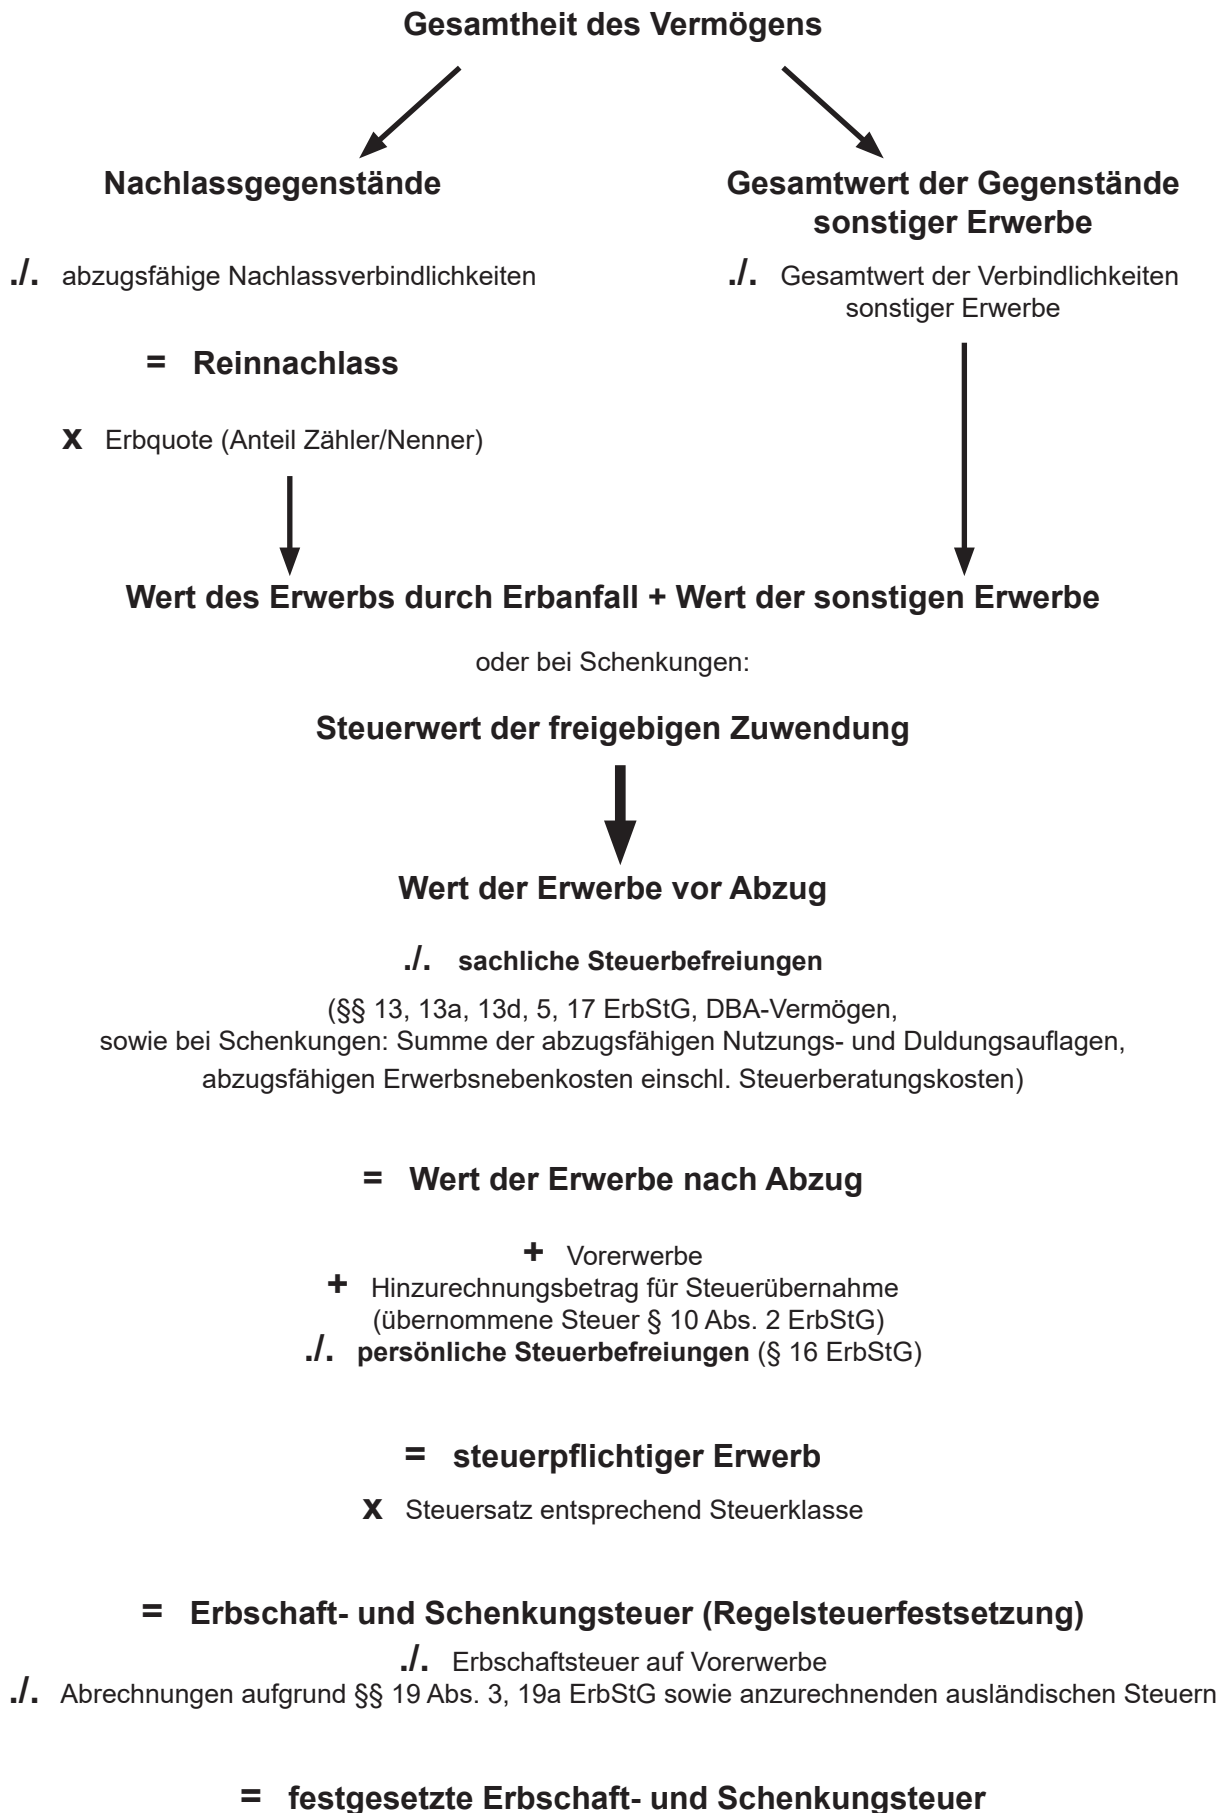 Gesamtheit des Vermögens
Nachlassgegenstände
./. abzugsfähige Nachlassverbindlichkeiten
= Reinnachlass
x Erbquote (Anteil Zähler/Nenner)
Gesamtwert der Gegenstände
sonstiger Erwerbe
./. Gesamtwert der Verbindlichkeiten
sonstiger Erwerbe
Wert des Erwerbs durch Erbanfall + Wert der sonstigen Erwerbe
oder bei Schenkungen:
Steuerwert der freigebigen Zuwendung
Wert der Erwerbe vor Abzug
./. sachliche Steuerbefreiungen
(§§ 13, 13a, 13d, 5, 17 ErbStG, DBA-Vermögen,
sowie bei Schenkungen: Summe der abzugsfähigen Nutzungs- und Duldungsauflagen,
abzugsfähigen Erwerbsnebenkosten einschl. Steuerberatungskosten)
= Wert der Erwerbe nach Abzug
+ Vorerwerbe
+ Hinzurechnungsbetrag für Steuerübernahme
(übernommene Steuer § 10 Abs. 2 ErbStG)
./. persönliche Steuerbefreiungen (§ 16 ErbStG)
= steuerpflichtiger Erwerb
x Steuersatz entsprechend Steuerklasse
= Erbschaft- und Schenkungsteuer (Regelsteuerfestsetzung)
./. Erbschaftsteuer auf Vorerwerbe
./. Abrechnungen aufgrund §§ 19 Abs. 3, 19a ErbStG sowie anzurechnenden ausländischen Steuern
= festgesetzte Erbschaft- und Schenkungsteuer